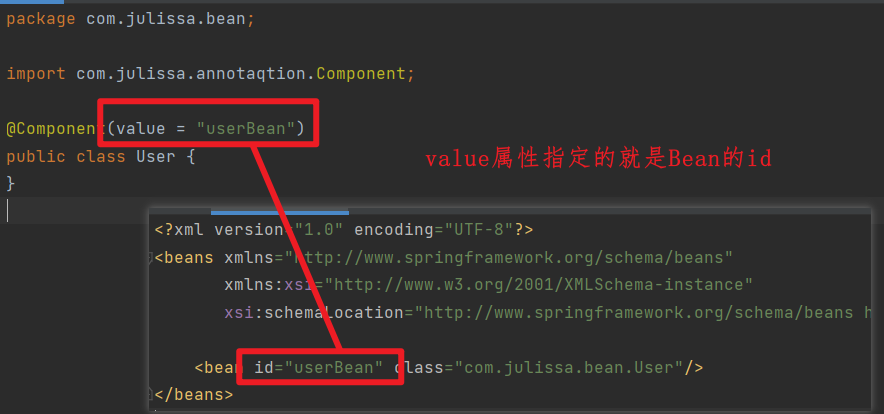 package com.julissa.bean;
import com.julissa.annotaqtion.Component;
@Component(value = "userBean")
public class User {
value属性指定的就是Bean的id
}
<?xml version="1.0" encoding="UTF-8"?>
<beans xmlns="http://www.springframework.org/schema/beans"
xmlns:xsi="http://www.w3.org/2001/XMLSchema-instance"
xsi:schemaLocation="http://www.springframework.org/schema/beans h
<bean id="userBean" class="com.julissa.bean.User"/>
</beans>